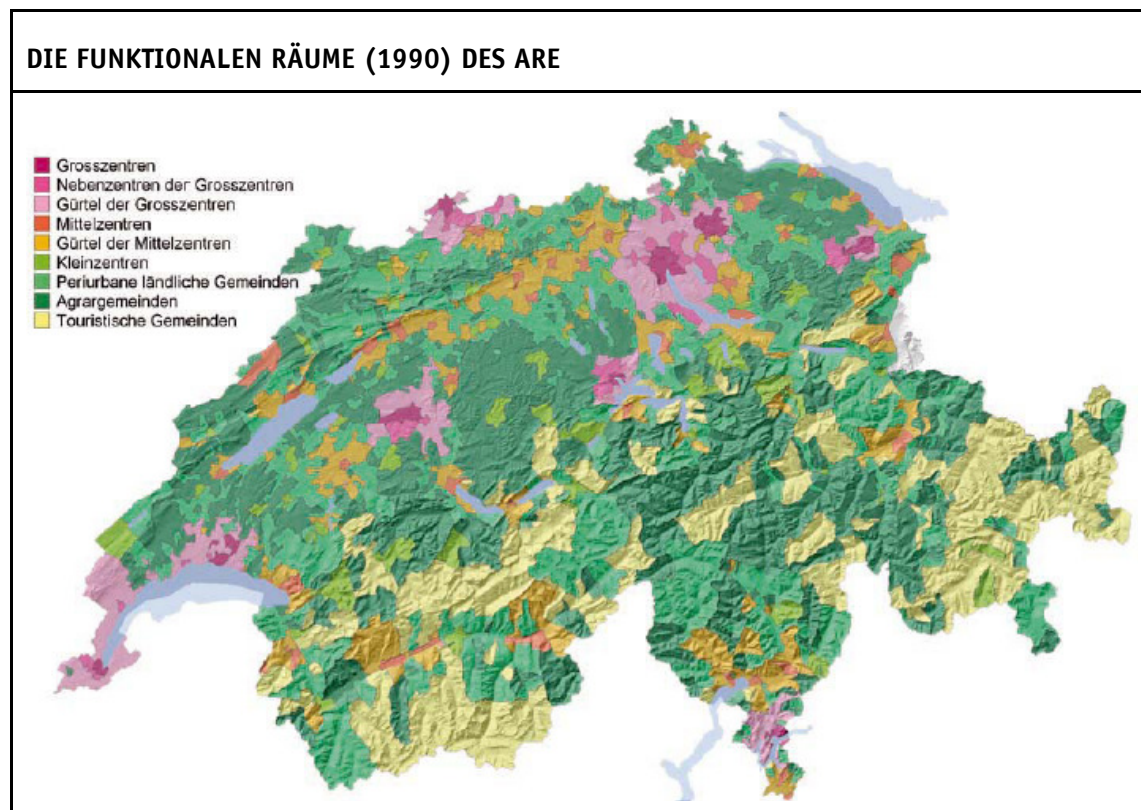 DIE FUNKTIONALEN RÄUME (1990) DES ARE
Grosszentren
Nebenzentren der Grosszentren
Gürtel der Grosszentren
Mittelzentren
Gürtel der Mittelzentren
Kleinzentren
Periurbane ländliche Gemeinden
Agrargemeinden
Touristische Gemeinden